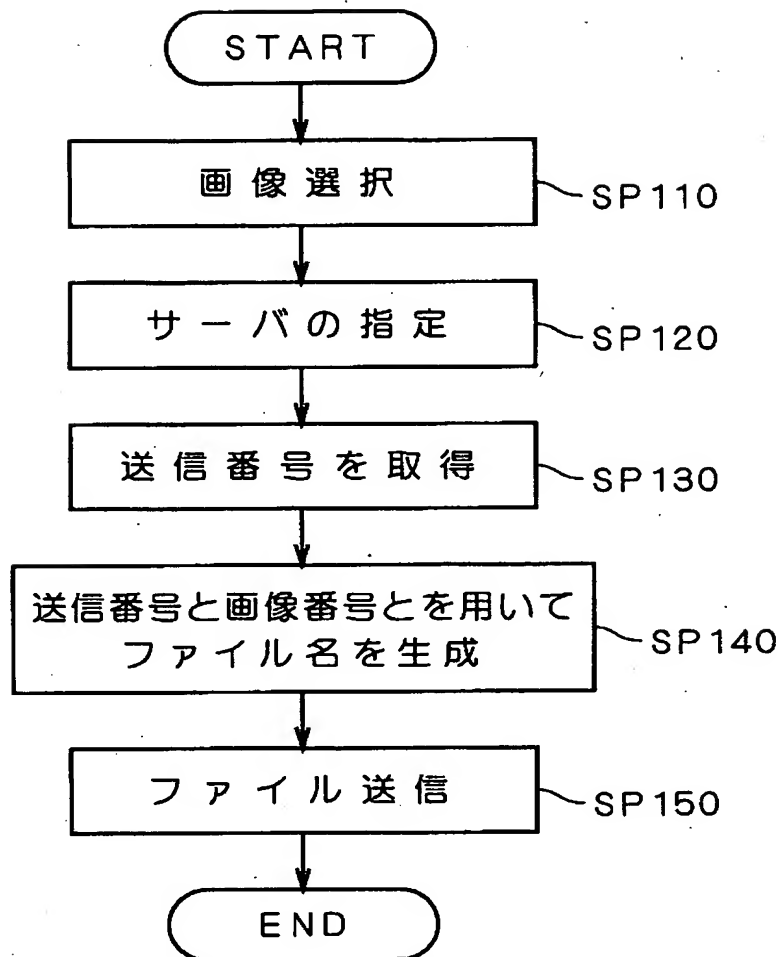 START
画像選択
SP110
サーバの指定
SP120
送信番号を取得
SP130
送信番号と画像番号とを用いて
ファイル名を生成
SP140
ファイル送信
SP150
END